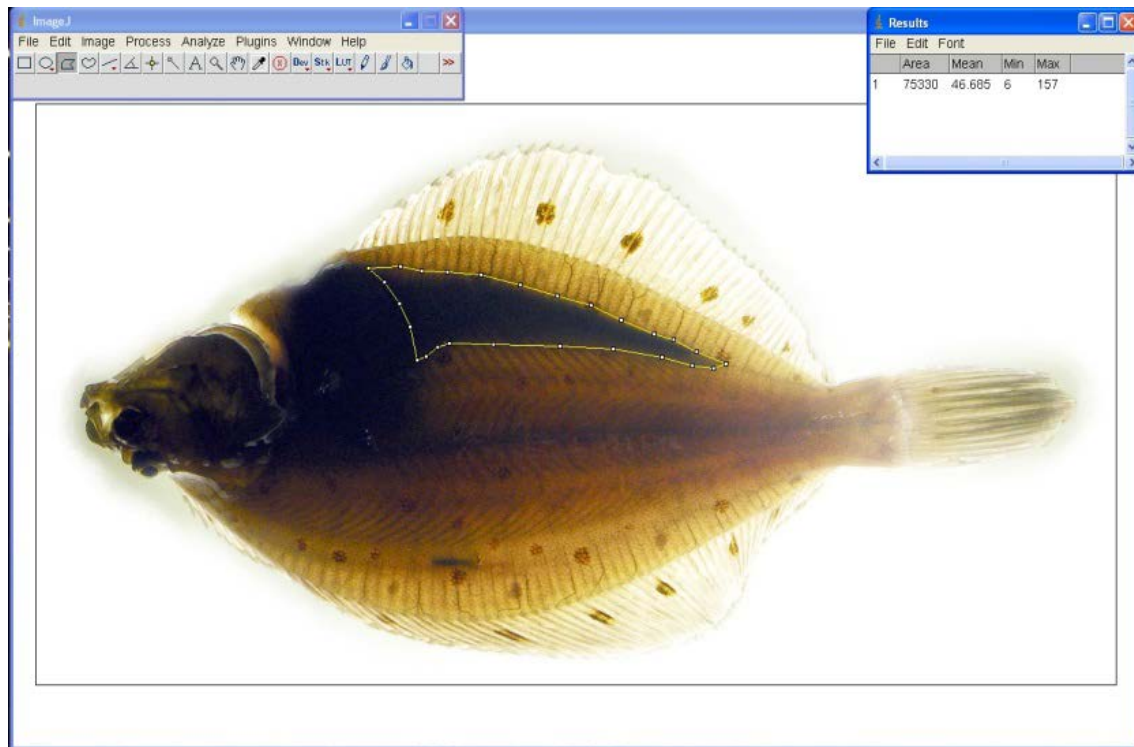 ImageJ
File Edit Image Process Analyze Plugins Window Help
A Dev Stk LUT >>
Results
File Edit Font
Area Mean Min Max
1 75330 46.685 6 157